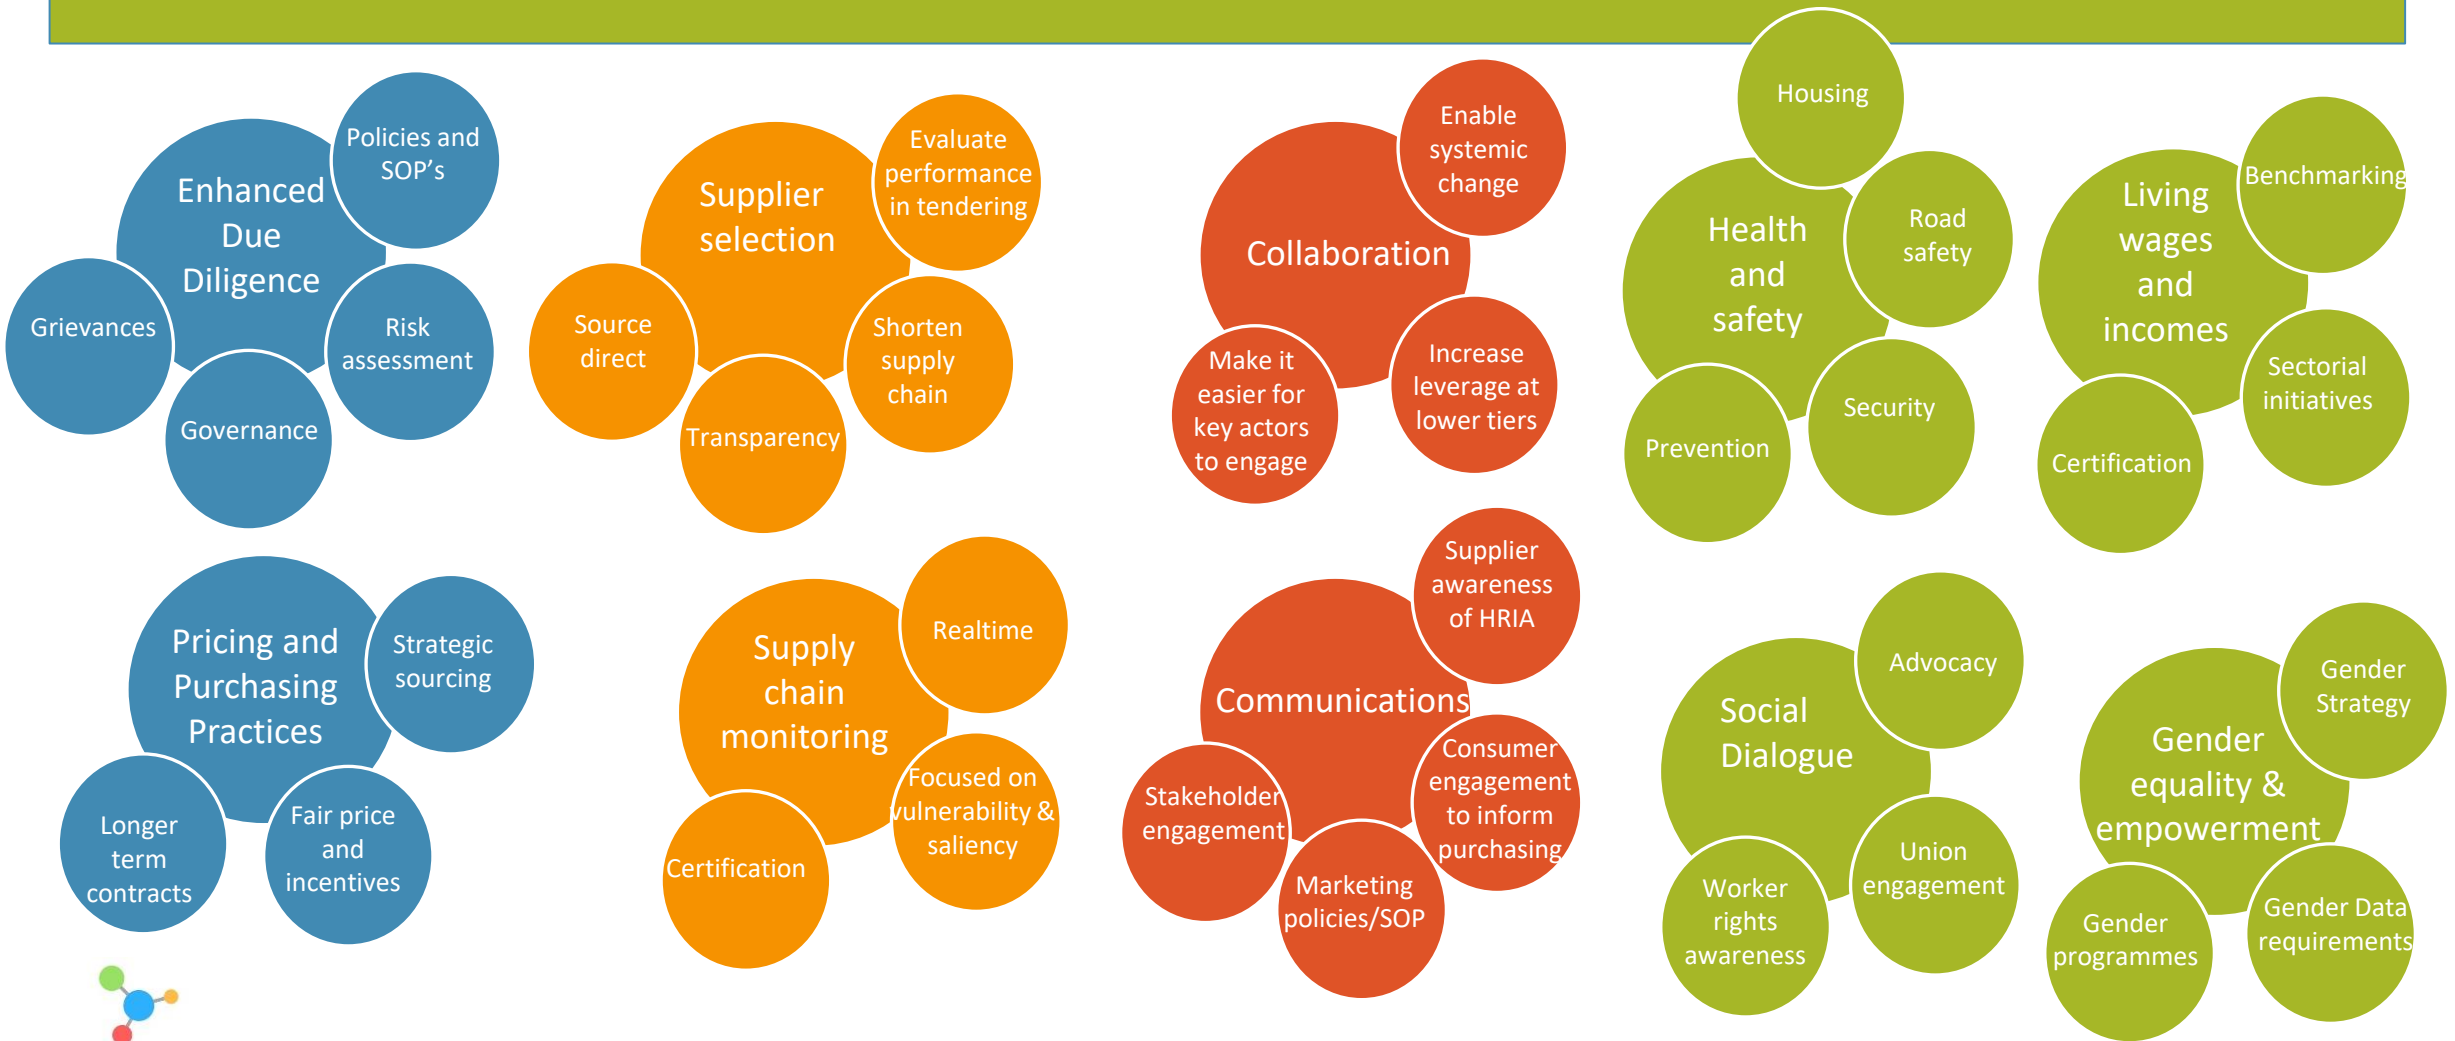 Enhanced
Due
Diligence
Policies and
SOP’s
Risk
assessment
Governance
Grievances
Supplier
selection
Evaluate
performance
in tendering
Shorten
supply
chain
Transparency
Source
direct
Collaboration
Enable
systemic
change
Increase
leverage at
lower tiers
Make it
easier for
key actors
to engage
Health
and
safety
Housing
Road
safety
Security
Prevention
Living
wages
and
incomes
Benchmarking
Sectorial
initiatives
Certification
Pricing and
Purchasing
Practices
Strategic
sourcing
Fair price
and
incentives
Longer
term
contracts
Supply
chain
monitoring
Realtime
Focused on
vulnerability &
saliency
Certification
Communications
Supplier
awareness
of HRIA
Consumer
engagement
to inform
purchasing
Marketing
policies/SOP
Stakeholder
engagement
Social
Dialogue
Advocacy
Union
engagement
Worker
rights
awareness
Gender
equality &
empowerment
Gender
Strategy
Gender Data
requirements
Gender
programmes